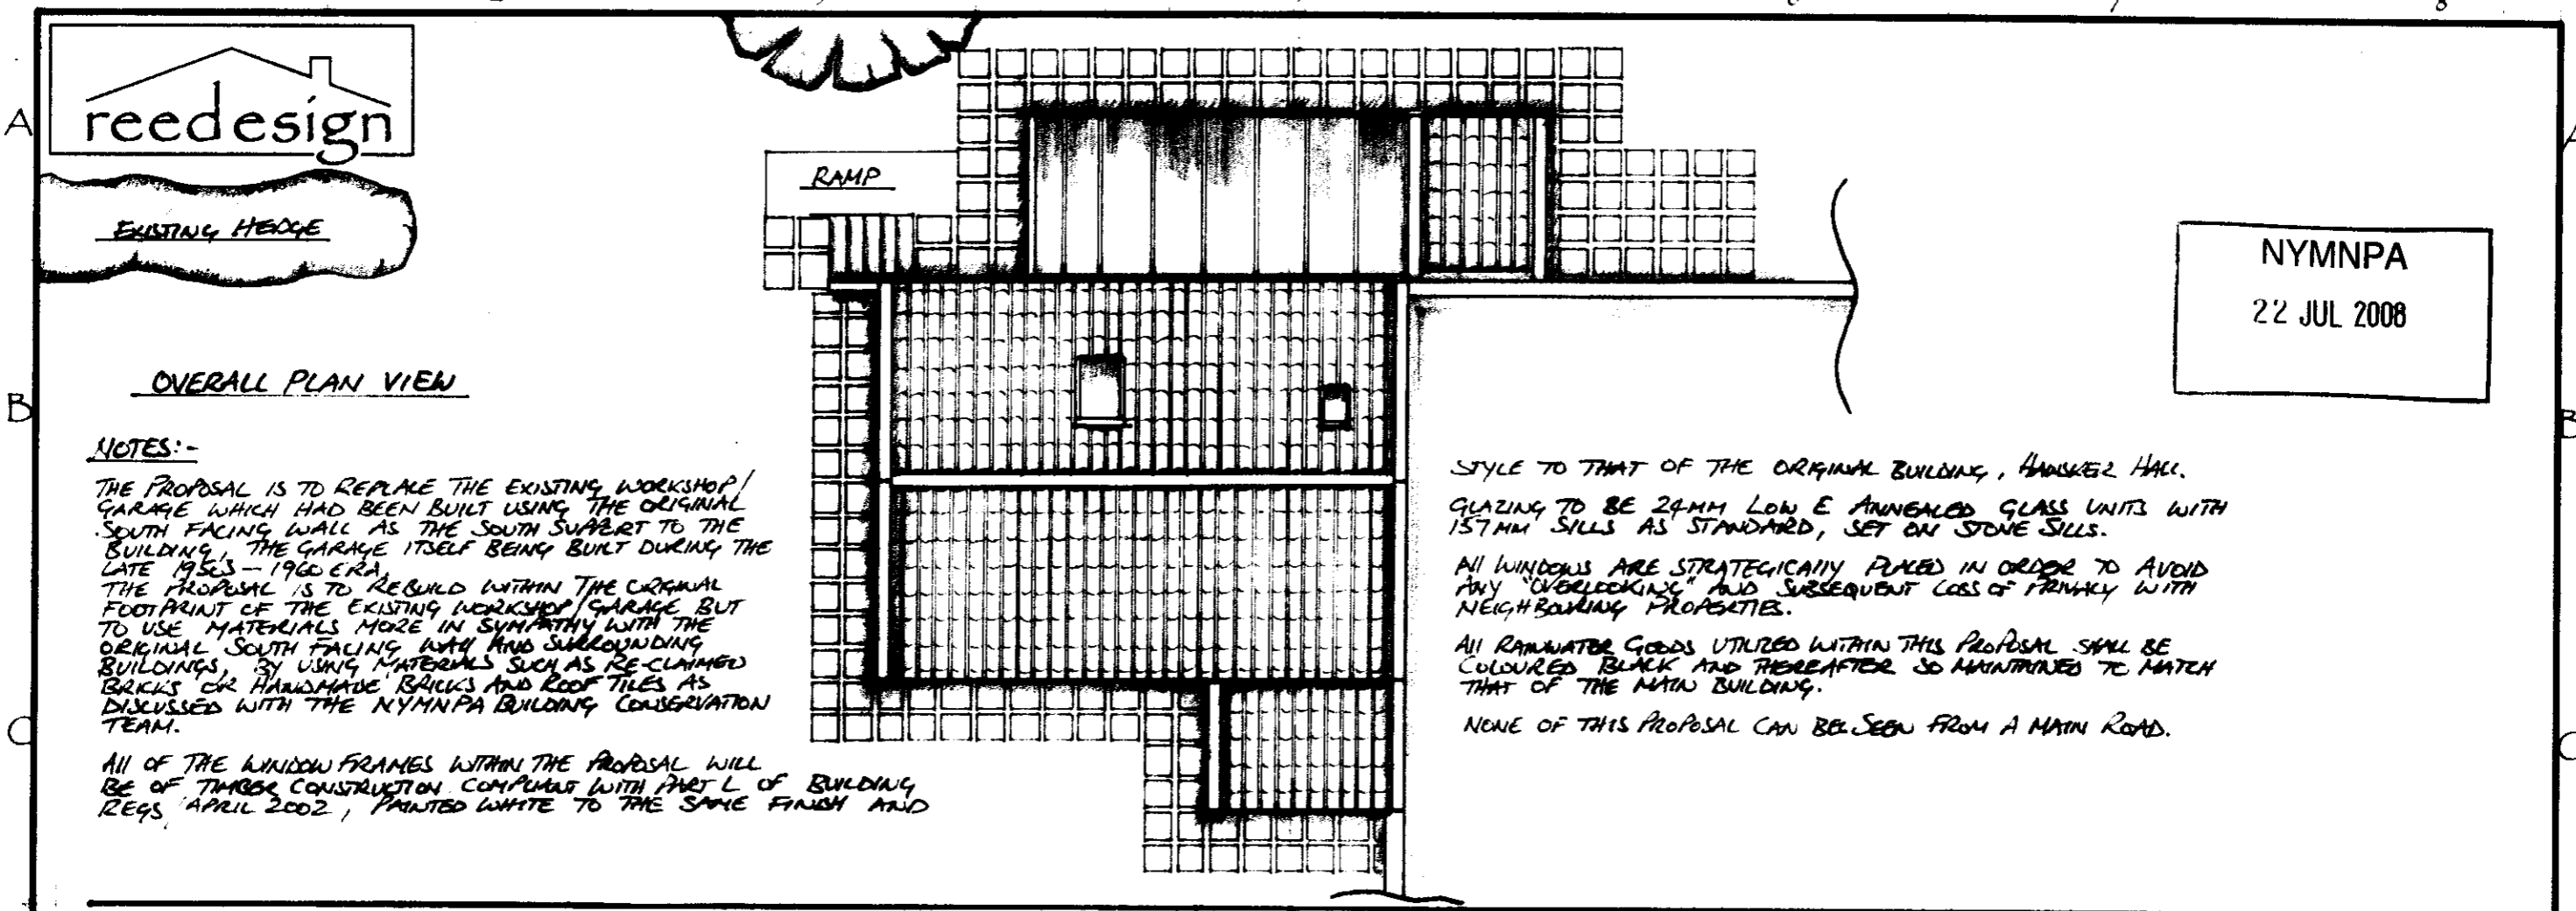 reedesign
EXISTING HEDGE
RAMP
NYMNPA
22 JUL 2008
OVERALL PLAN VIEW
NOTES:-
THE PROPOSAL IS TO REPLACE THE EXISTING WORKSHOP/
GARAGE WHICH HAD BEEN BUILT USING THE ORIGINAL
SOUTH FACING WALL AS THE SOUTH SUPPORT TO THE
BUILDING, THE GARAGE ITSELF BEING BUILT DURING THE
LATE 1950S - 1960 ERA.
THE PROPOSAL IS TO REBUILD WITHIN THE ORIGINAL
FOOTPRINT OF THE EXISTING WORKSHOP/GARAGE BUT
TO USE MATERIALS MORE IN SYMPATHY WITH THE
ORIGINAL SOUTH FACING WALL AND SURROUNDING
BUILDINGS, BY USING MATERIALS SUCH AS RE-CLAIMED
BRICKS OR HANDMADE BRICKS AND ROOF TILES AS
DISCUSSED WITH THE NYMNPA BUILDING CONSERVATION
TEAM.
All OF THE WINDOW FRAMES WITHIN THE PROPOSAL WILL
BE OF TIMBER CONSTRUCTION COMPLIANT WITH PART L OF BUILDING
REGS APRIL 2002, PAINTED WHITE TO THE SAME FINISH AND
STYLE TO THAT OF THE ORIGINAL BUILDING, HAWSKER HALL.
GLAZING TO BE 24MM LOW E ANNEALED GLASS UNITS WITH
157MM SILLS AS STANDARD, SET ON STONE SILLS.
All WINDOWS ARE STRATEGICALLY PLACED IN ORDER TO AVOID
ANY "OVERLOOKING" AND SUBSEQUENT LOSS OF PRIVACY WITH
NEIGHBOURING PROPERTIES.
All RAINWATER GOODS UTILIZED WITHIN THIS PROPOSAL SHALL BE
COLOURED BLACK AND THEREAFTER SO MAINTAINED TO MATCH
THAT OF THE MAIN BUILDING.
NONE OF THIS PROPOSAL CAN BE SEEN FROM A MAIN ROAD.
A
B
C
A
B
C